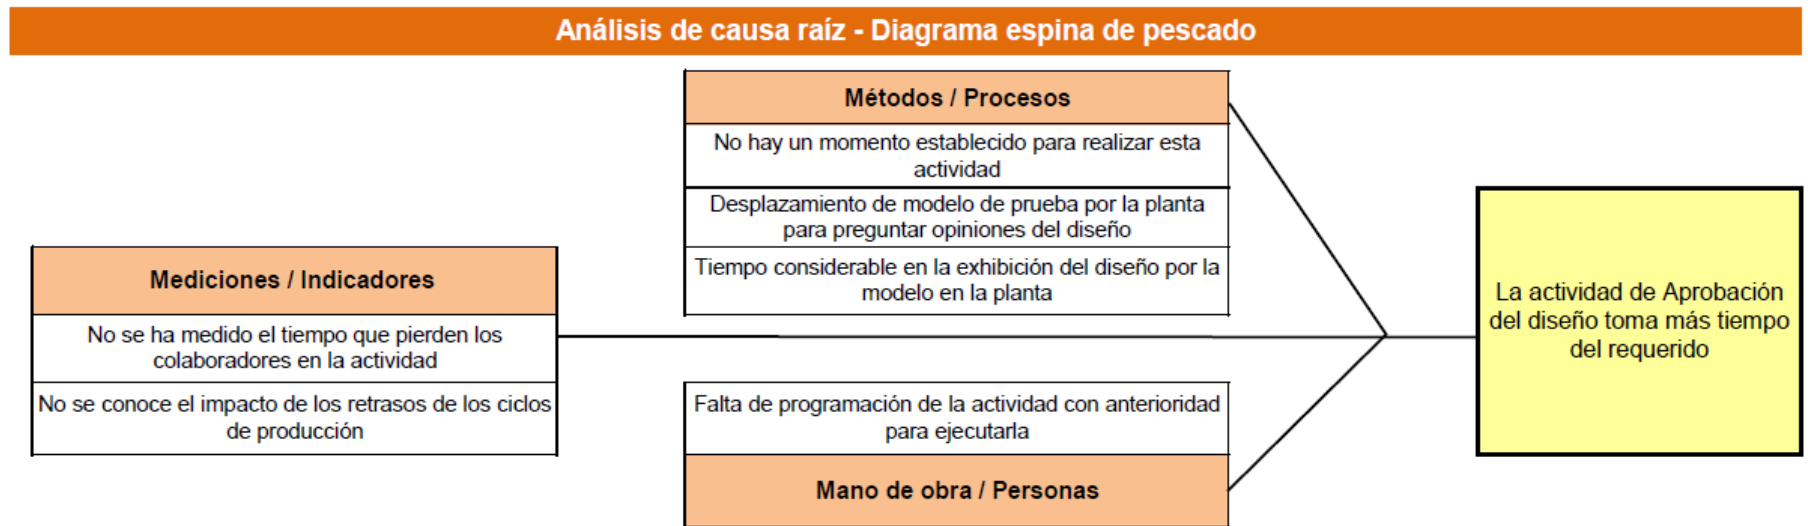 Análisis de causa raíz - Diagrama espina de pescado
Métodos / Procesos
No hay un momento establecido para realizar esta
actividad
Desplazamiento de modelo de prueba por la planta
para preguntar opiniones del diseño
Tiempo considerable en la exhibición del diseño por la
modelo en la planta
Mediciones / Indicadores
No se ha medido el tiempo que pierden los
colaboradores en la actividad
No se conoce el impacto de los retrasos de los ciclos
de producción
Falta de programación de la actividad con anterioridad
para ejecutarla
Mano de obra / Personas
La actividad de Aprobación
del diseño toma más tiempo
del requerido